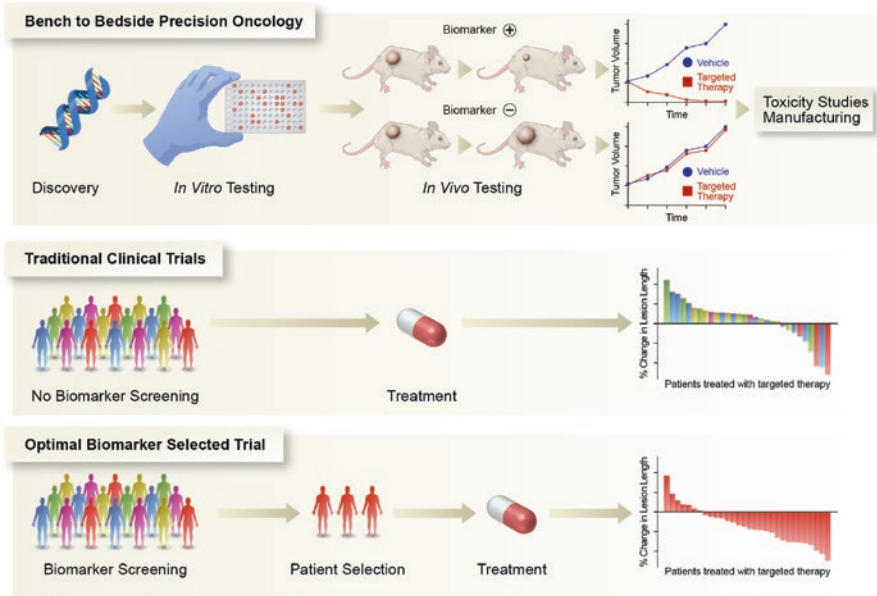 Bench to Bedside Precision Oncology
Discovery
In Vitro Testing
Biomarker +
Biomarker −
In Vivo Testing
Tumor Volume
Vehicle
Targeted
Therapy
Time
Tumor Volume
Vehicle
Targeted
Therapy
Time
Toxicity Studies
Manufacturing
Traditional Clinical Trials
No Biomarker Screening
Treatment
% Change in Lesion Length
Patients treated with targeted therapy
Optimal Biomarker Selected Trial
Biomarker Screening
Patient Selection
Treatment
% Change in Lesion Length
Patients treated with targeted therapy